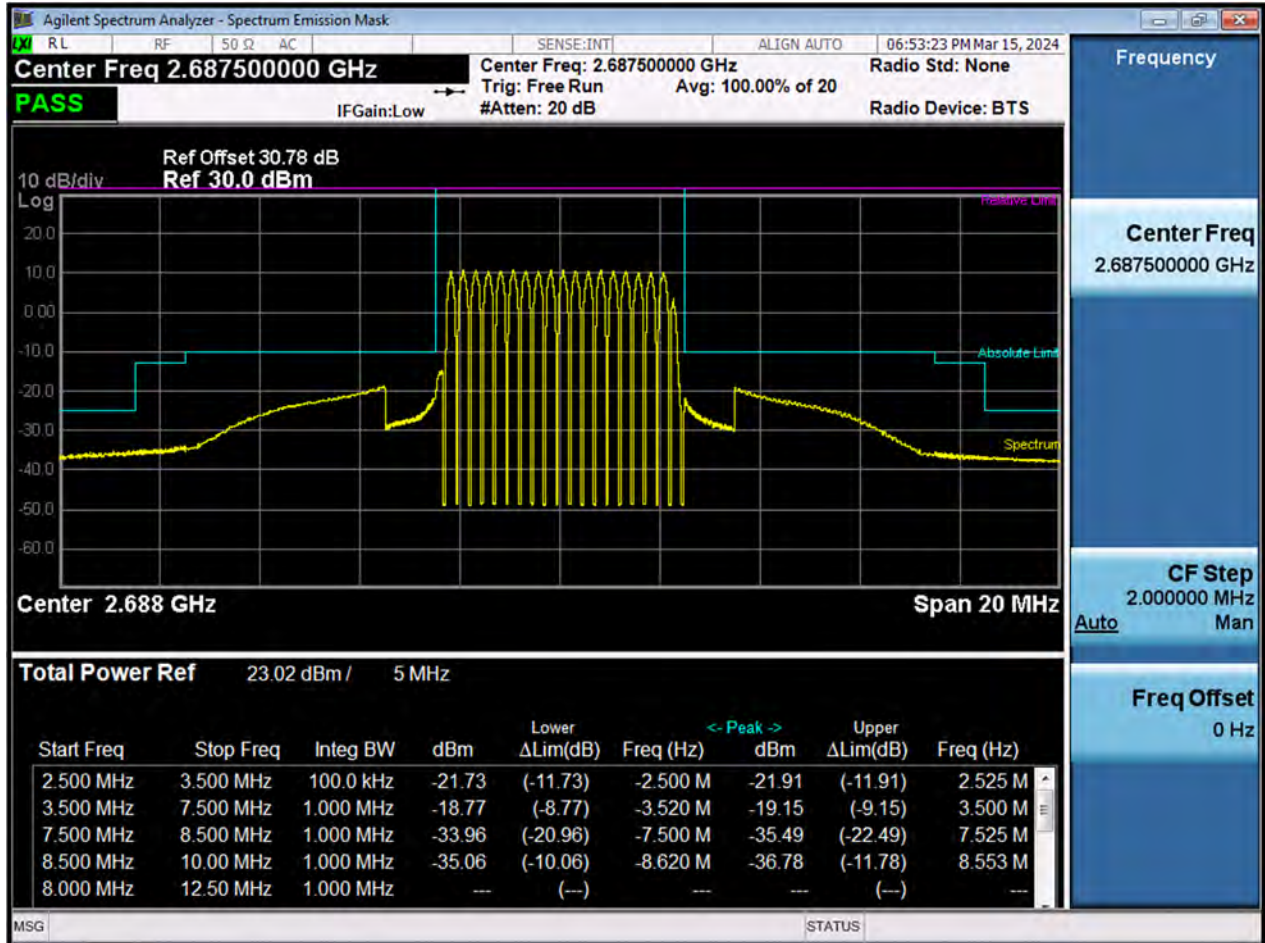 Agilent Spectrum Analyzer - Spectrum Emission Mask
LXI RL RF 50 Ω AC SENSE:INT ALIGN AUTO 06:53:23 PM Mar 15, 2024
Center Freq 2.687500000 GHz
Center Freq: 2.687500000 GHz Radio Std: None
Trig: Free Run Avg: 100.00% of 20
PASS IFGain:Low #Atten: 20 dB Radio Device: BTS
Ref Offset 30.78 dB
10 dB/div Ref 30.0 dBm
Log
Relative Limit
20.0
10.0
0.00
-10.0
Absolute Limit
-20.0
-30.0
Spectrum
-40.0
-50.0
-60.0
Center 2.688 GHz Span 20 MHz
Total Power Ref 23.02 dBm / 5 MHz
Lower <- Peak -> Upper
Start Freq Stop Freq Integ BW dBm ΔLim(dB) Freq (Hz) dBm ΔLim(dB) Freq (Hz)
2.500 MHz 3.500 MHz 100.0 kHz -21.73 (-11.73) -2.500 M -21.91 (-11.91) 2.525 M
3.500 MHz 7.500 MHz 1.000 MHz -18.77 (-8.77) -3.520 M -19.15 (-9.15) 3.500 M
7.500 MHz 8.500 MHz 1.000 MHz -33.96 (-20.96) -7.500 M -35.49 (-22.49) 7.525 M
8.500 MHz 10.00 MHz 1.000 MHz -35.06 (-10.06) -8.620 M -36.78 (-11.78) 8.553 M
8.000 MHz 12.50 MHz 1.000 MHz --- (---) --- --- (---) ---
MSG STATUS
Frequency
Center Freq
2.687500000 GHz
CF Step
2.000000 MHz
Auto Man
Freq Offset
0 Hz